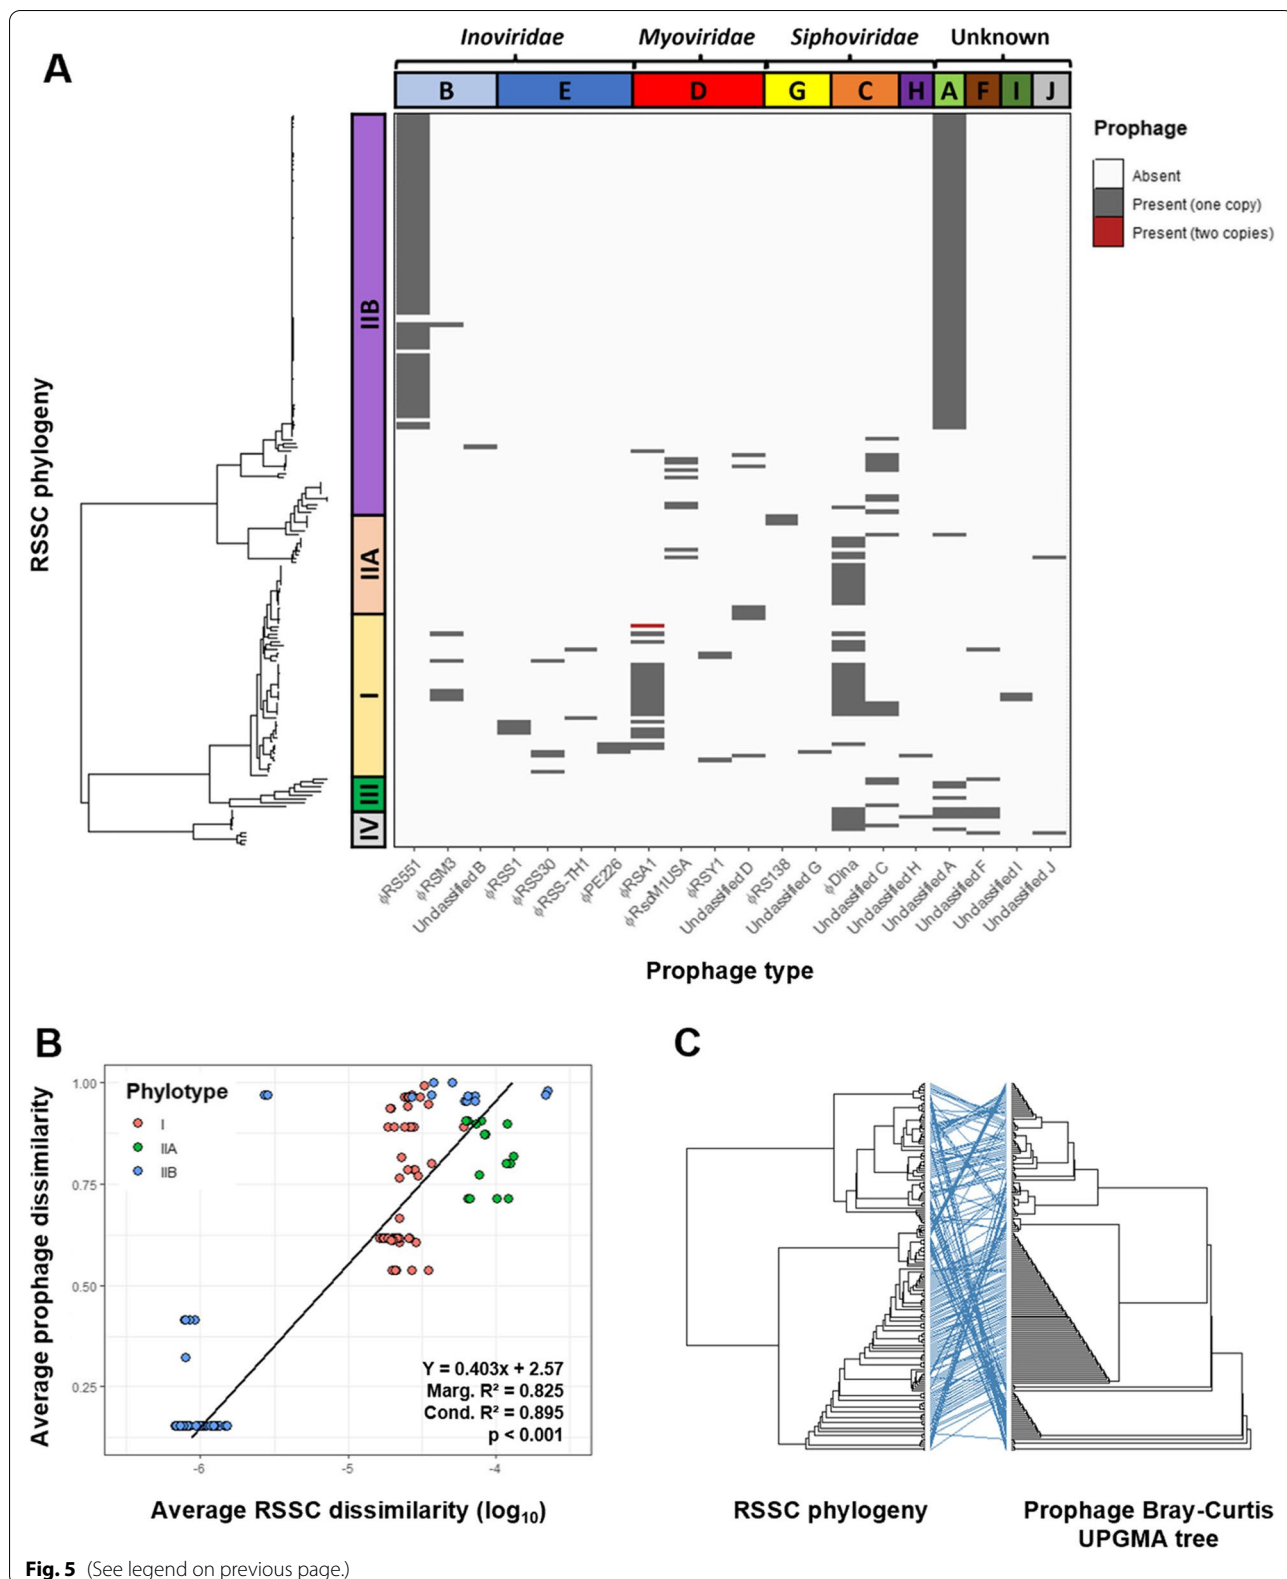 A
Inoviridae Myoviridae Siphoviridae Unknown
B E D G C H A F I J
Prophage
Absent
Present (one copy)
Present (two copies)
RSSC phylogeny
IIB
IIA
I
III
IV
ϕRS551
ϕRSM3
Unclassified B
ϕRSS1
ϕRSS30
ϕRSS-TH1
ϕPE226
ϕRSA1
ϕRsoM1USA
ϕRSY1
Unclassified D
ϕRS138
Unclassified G
ϕDina
Unclassified C
Unclassified H
Unclassified A
Unclassified F
Unclassified I
Unclassified J
Prophage type
B
Average prophage dissimilarity
1.00
0.75
0.50
0.25
Phylotype
I
IIA
IIB
Y = 0.403x + 2.57
Marg. R² = 0.825
Cond. R² = 0.895
p < 0.001
-6 -5 -4
Average RSSC dissimilarity (log₁₀)
C
RSSC phylogeny
Prophage Bray-Curtis
UPGMA tree
Fig. 5 (See legend on previous page.)